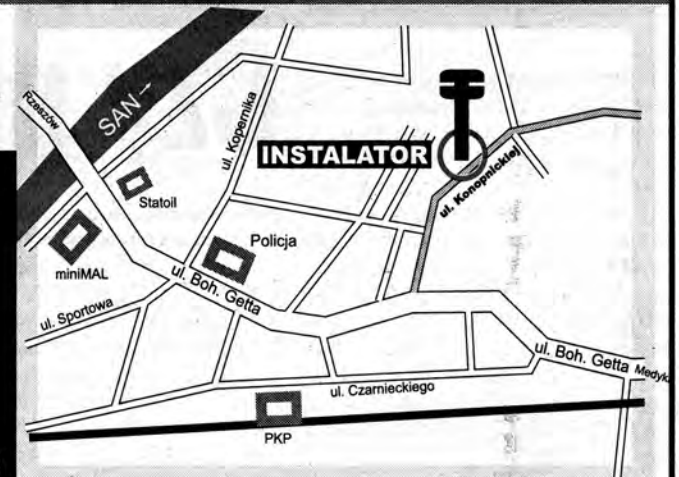 Rzeszów
SAN →
ul. Kopernika
INSTALATOR
ul. Konopnickiej
Statoil
Policja
miniMAL
ul. Boh. Getta
ul. Sportowa
ul. Boh. Getta
ul. Czarnieckiego
PKP